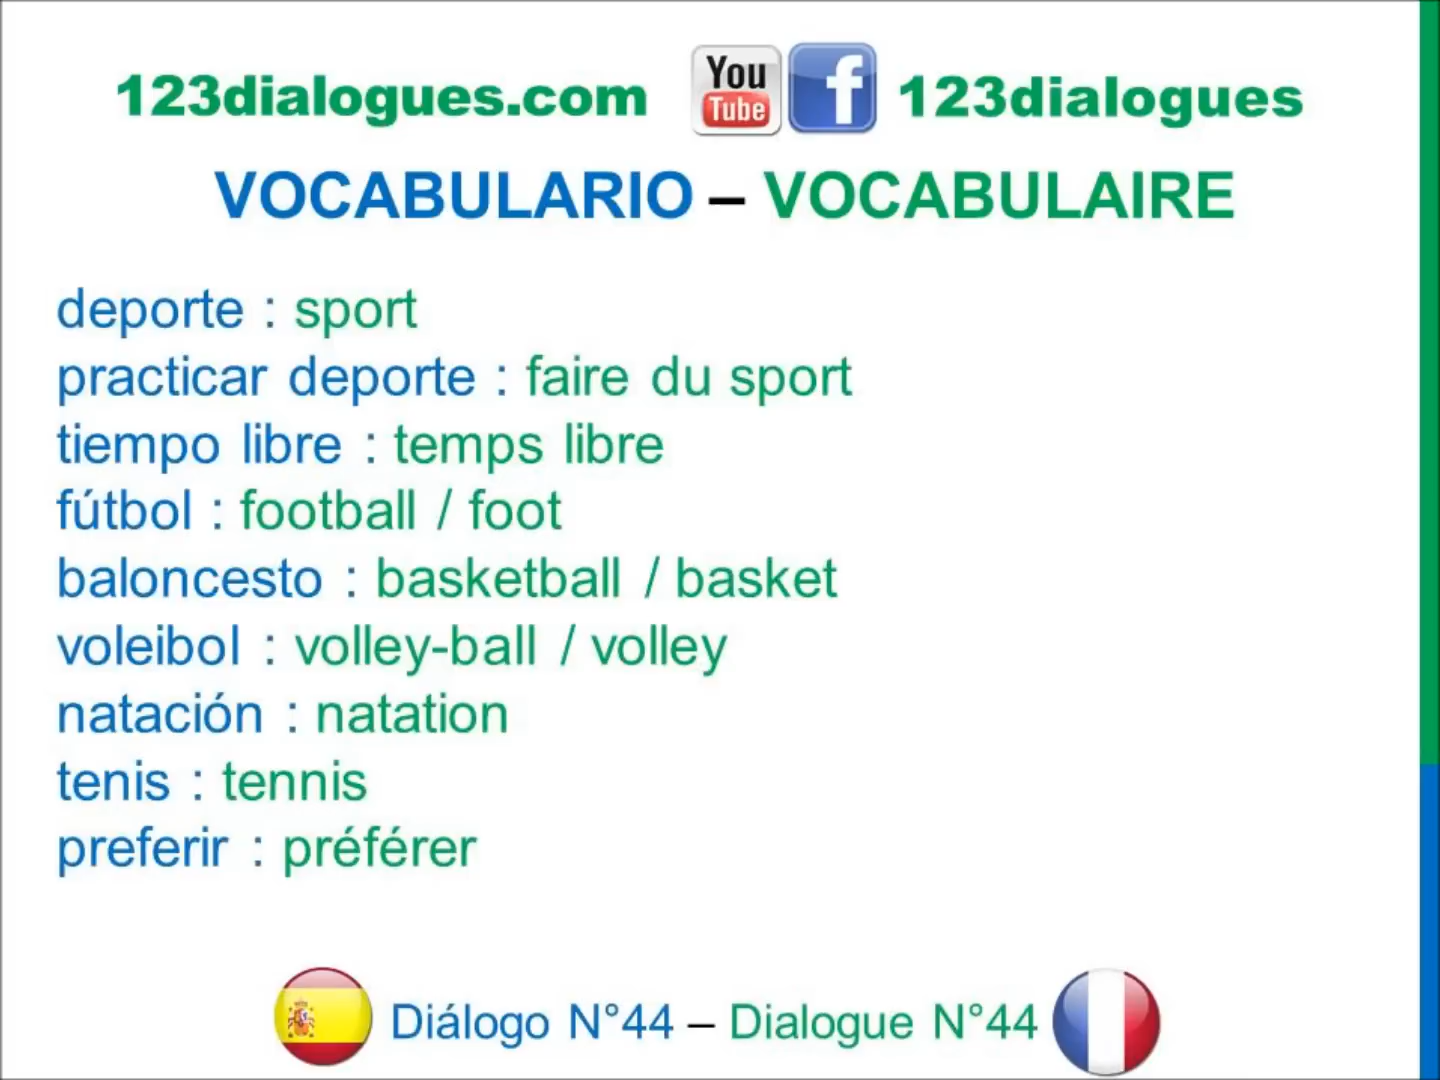 123dialogues.com You Tube f 123dialogues
VOCABULARIO – VOCABULAIRE
deporte : sport
practicar deporte : faire du sport
tiempo libre : temps libre
fútbol : football / foot
baloncesto : basketball / basket
voleibol : volley-ball / volley
natación : natation
tenis : tennis
preferir : préférer
Diálogo N°44 – Dialogue N°44